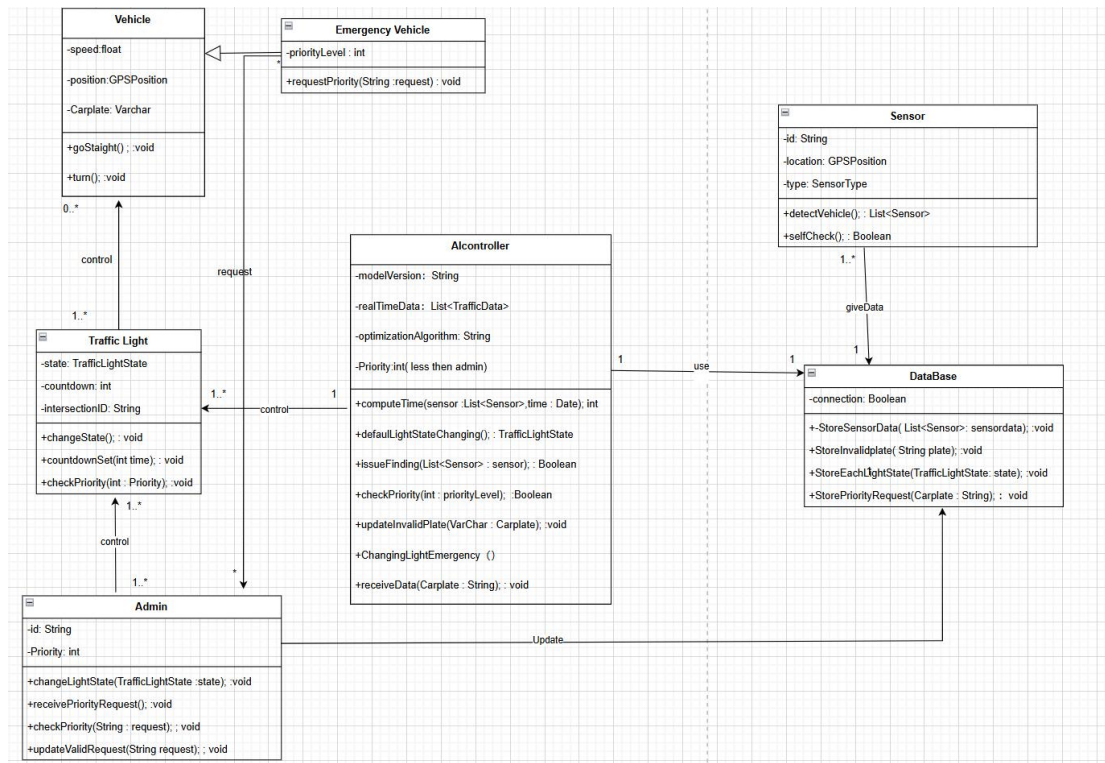 Vehicle
-speed:float
-position:GPSPosition
-Carplate: Varchar
+goStaight() ; :void
+turn(); :void
Emergency Vehicle
-priorityLevel : int
+requestPriority(String :request) : void
*
Sensor
-id: String
-location: GPSPosition
-type: SensorType
+detectVehicle(); : List<Sensor>
+selfCheck(); : Boolean
0..*
control
1..*
request
*
AIcontroller
-modelVersion: String
-realTimeData: List<TrafficData>
-optimizationAlgorithm: String
-Priority:int( less then admin)
+computeTime(sensor :List<Sensor>,time : Date); int
+defaulLightStateChanging(); : TrafficLightState
+issueFinding(List<Sensor> : sensor); : Boolean
+checkPriority(int : priorityLevel); :Boolean
+updateInvalidPlate(VarChar : Carplate); :void
+ChangingLightEmergency ()
+receiveData(Carplate : String); : void
1..*
giveData
1
Traffic Light
-state: TrafficLightState
-countdown: int
-intersectionID: String
+changeState(); : void
+countdownSet(int time); : void
+checkPriority(int : Priority); :void
1..*
control
1
1
use
1
DataBase
-connection: Boolean
+-StoreSensorData( List<Sensor>: sensordata); :void
+StoreInvalidplate( String plate); :void
+StoreEachLightState(TrafficLightState: state); :void
1
+StorePriorityRequest(Carplate : String); : void
1..*
control
1..*
Admin
-id: String
-Priority: int
+changeLightState(TrafficLightState :state); :void
+receivePriorityRequest(); :void
+checkPriority(String : request); ; void
+updateValidRequest(String request); ; void
Update